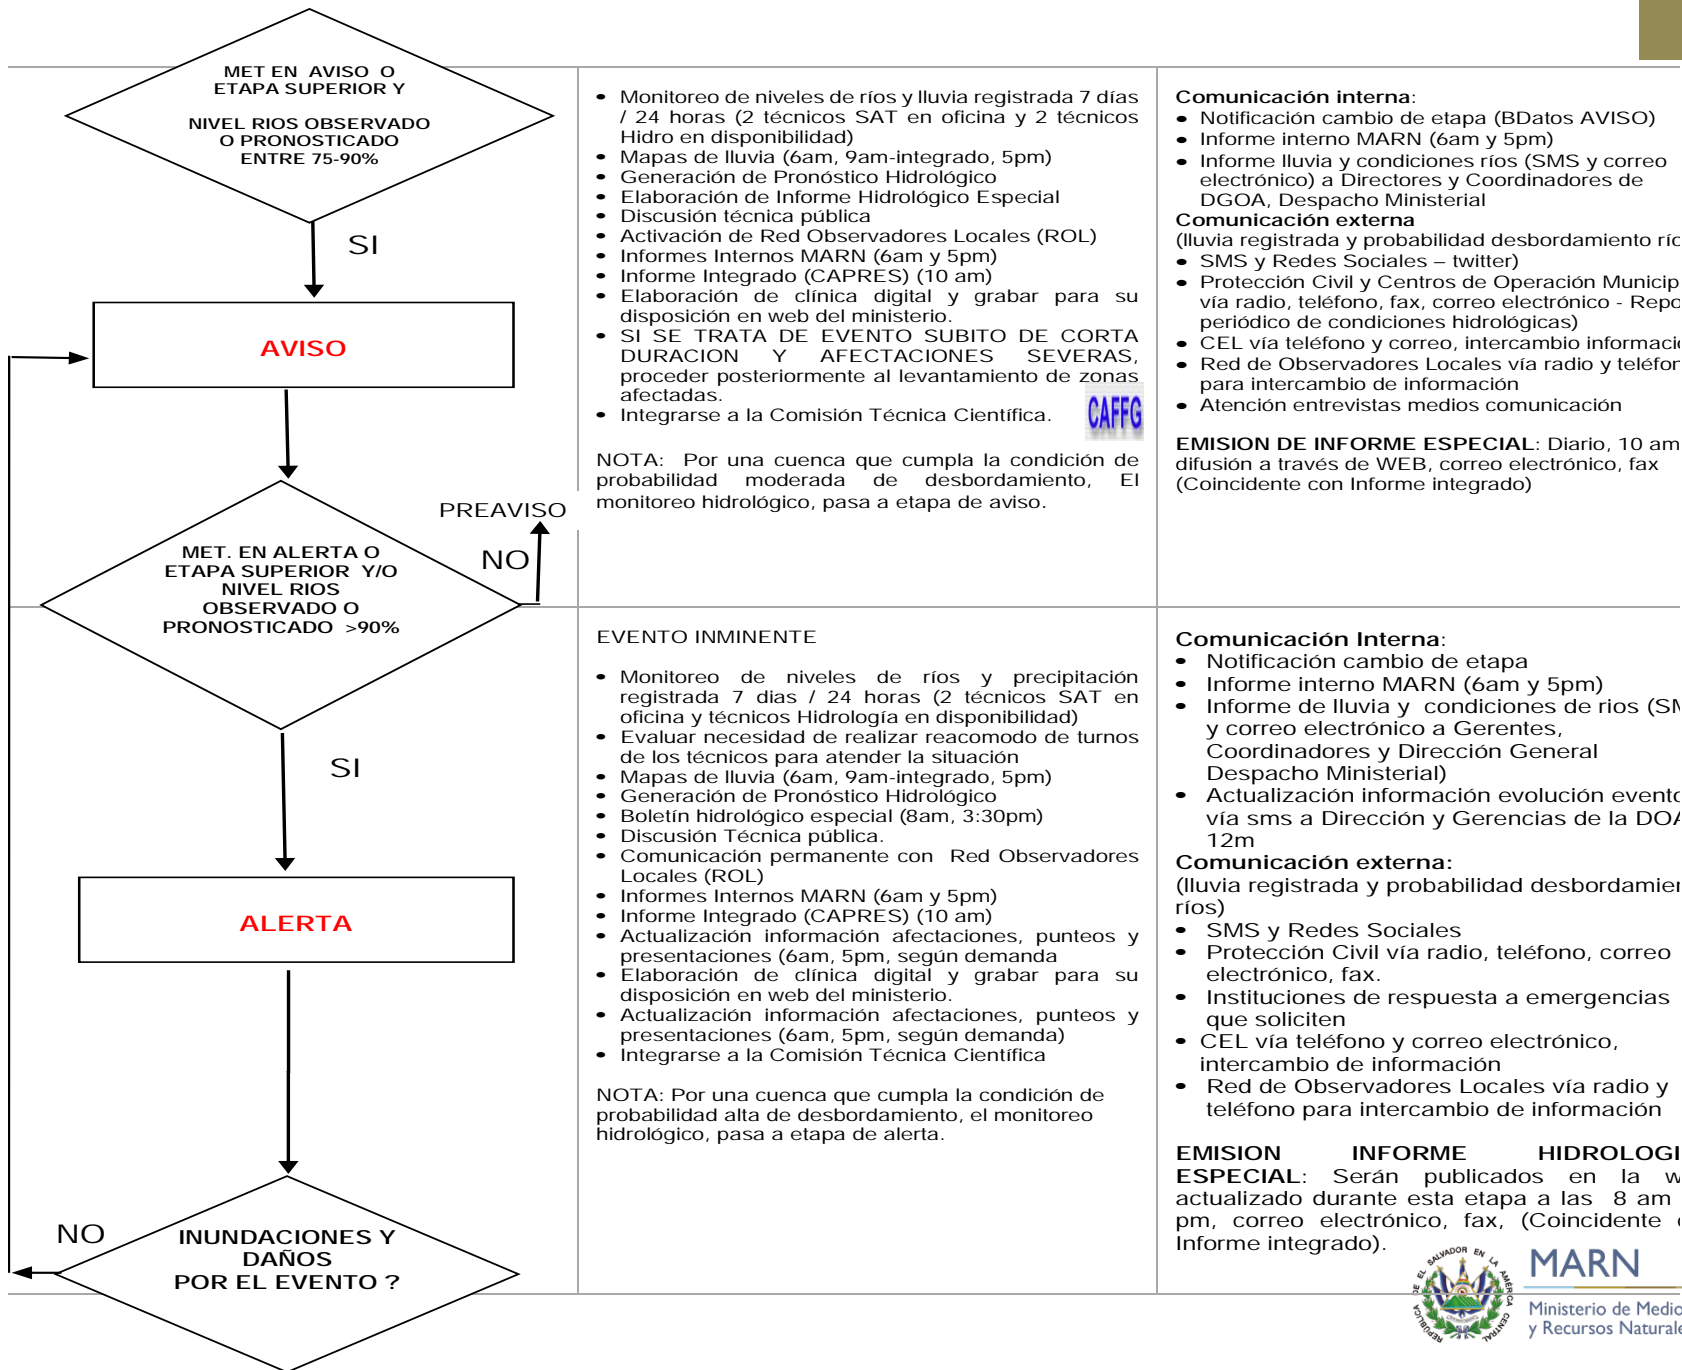 MET EN AVISO O
ETAPA SUPERIOR Y
NIVEL RIOS OBSERVADO
O PRONOSTICADO
ENTRE 75-90%
SI
AVISO
PREAVISO
NO
MET. EN ALERTA O
ETAPA SUPERIOR Y/O
NIVEL RIOS
OBSERVADO O
PRONOSTICADO >90%
SI
ALERTA
NO
INUNDACIONES Y
DAÑOS
POR EL EVENTO ?
• Monitoreo de niveles de ríos y lluvia registrada 7 días
/ 24 horas (2 técnicos SAT en oficina y 2 técnicos
Hidro en disponibilidad)
• Mapas de lluvia (6am, 9am-integrado, 5pm)
• Generación de Pronóstico Hidrológico
• Elaboración de Informe Hidrológico Especial
• Discusión técnica pública
• Activación de Red Observadores Locales (ROL)
• Informes Internos MARN (6am y 5pm)
• Informe Integrado (CAPRES) (10 am)
• Elaboración de clínica digital y grabar para su
disposición en web del ministerio.
• SI SE TRATA DE EVENTO SUBITO DE CORTA
DURACION Y AFECTACIONES SEVERAS,
proceder posteriormente al levantamiento de zonas
afectadas.
• Integrarse a la Comisión Técnica Científica.
CAFFG
NOTA: Por una cuenca que cumpla la condición de
probabilidad moderada de desbordamiento, El
monitoreo hidrológico, pasa a etapa de aviso.
Comunicación interna:
• Notificación cambio de etapa (BDatos AVISO)
• Informe interno MARN (6am y 5pm)
• Informe lluvia y condiciones ríos (SMS y correo
electrónico) a Directores y Coordinadores de
DGOA, Despacho Ministerial
Comunicación externa
(lluvia registrada y probabilidad desbordamiento río
• SMS y Redes Sociales – twitter)
• Protección Civil y Centros de Operación Municip
vía radio, teléfono, fax, correo electrónico - Repo
periódico de condiciones hidrológicas)
• CEL vía teléfono y correo, intercambio informació
• Red de Observadores Locales vía radio y teléfon
para intercambio de información
• Atención entrevistas medios comunicación
EMISION DE INFORME ESPECIAL: Diario, 10 am
difusión a través de WEB, correo electrónico, fax
(Coincidente con Informe integrado)
EVENTO INMINENTE
• Monitoreo de niveles de ríos y precipitación
registrada 7 dias / 24 horas (2 técnicos SAT en
oficina y técnicos Hidrología en disponibilidad)
• Evaluar necesidad de realizar reacomodo de turnos
de los técnicos para atender la situación
• Mapas de lluvia (6am, 9am-integrado, 5pm)
• Generación de Pronóstico Hidrológico
• Boletín hidrológico especial (8am, 3:30pm)
• Discusión Técnica pública.
• Comunicación permanente con Red Observadores
Locales (ROL)
• Informes Internos MARN (6am y 5pm)
• Informe Integrado (CAPRES) (10 am)
• Actualización información afectaciones, punteos y
presentaciones (6am, 5pm, según demanda
• Elaboración de clínica digital y grabar para su
disposición en web del ministerio.
• Actualización información afectaciones, punteos y
presentaciones (6am, 5pm, según demanda)
• Integrarse a la Comisión Técnica Científica
NOTA: Por una cuenca que cumpla la condición de
probabilidad alta de desbordamiento, el monitoreo
hidrológico, pasa a etapa de alerta.
Comunicación Interna:
• Notificación cambio de etapa
• Informe interno MARN (6am y 5pm)
• Informe de lluvia y condiciones de rios (SM
y correo electrónico a Gerentes,
Coordinadores y Dirección General
Despacho Ministerial)
• Actualización información evolución evento
vía sms a Dirección y Gerencias de la DOA
12m
Comunicación externa:
(lluvia registrada y probabilidad desbordamien
ríos)
• SMS y Redes Sociales
• Protección Civil vía radio, teléfono, correo
electrónico, fax.
• Instituciones de respuesta a emergencias
que soliciten
• CEL vía teléfono y correo electrónico,
intercambio de información
• Red de Observadores Locales vía radio y
teléfono para intercambio de información
EMISION INFORME HIDROLOGI
ESPECIAL: Serán publicados en la w
actualizado durante esta etapa a las 8 am
pm, correo electrónico, fax, (Coincidente
Informe integrado).
REPÚBLICA DE EL SALVADOR EN LA AMÉRICA CENTRAL
MARN
Ministerio de Medio
y Recursos Naturale